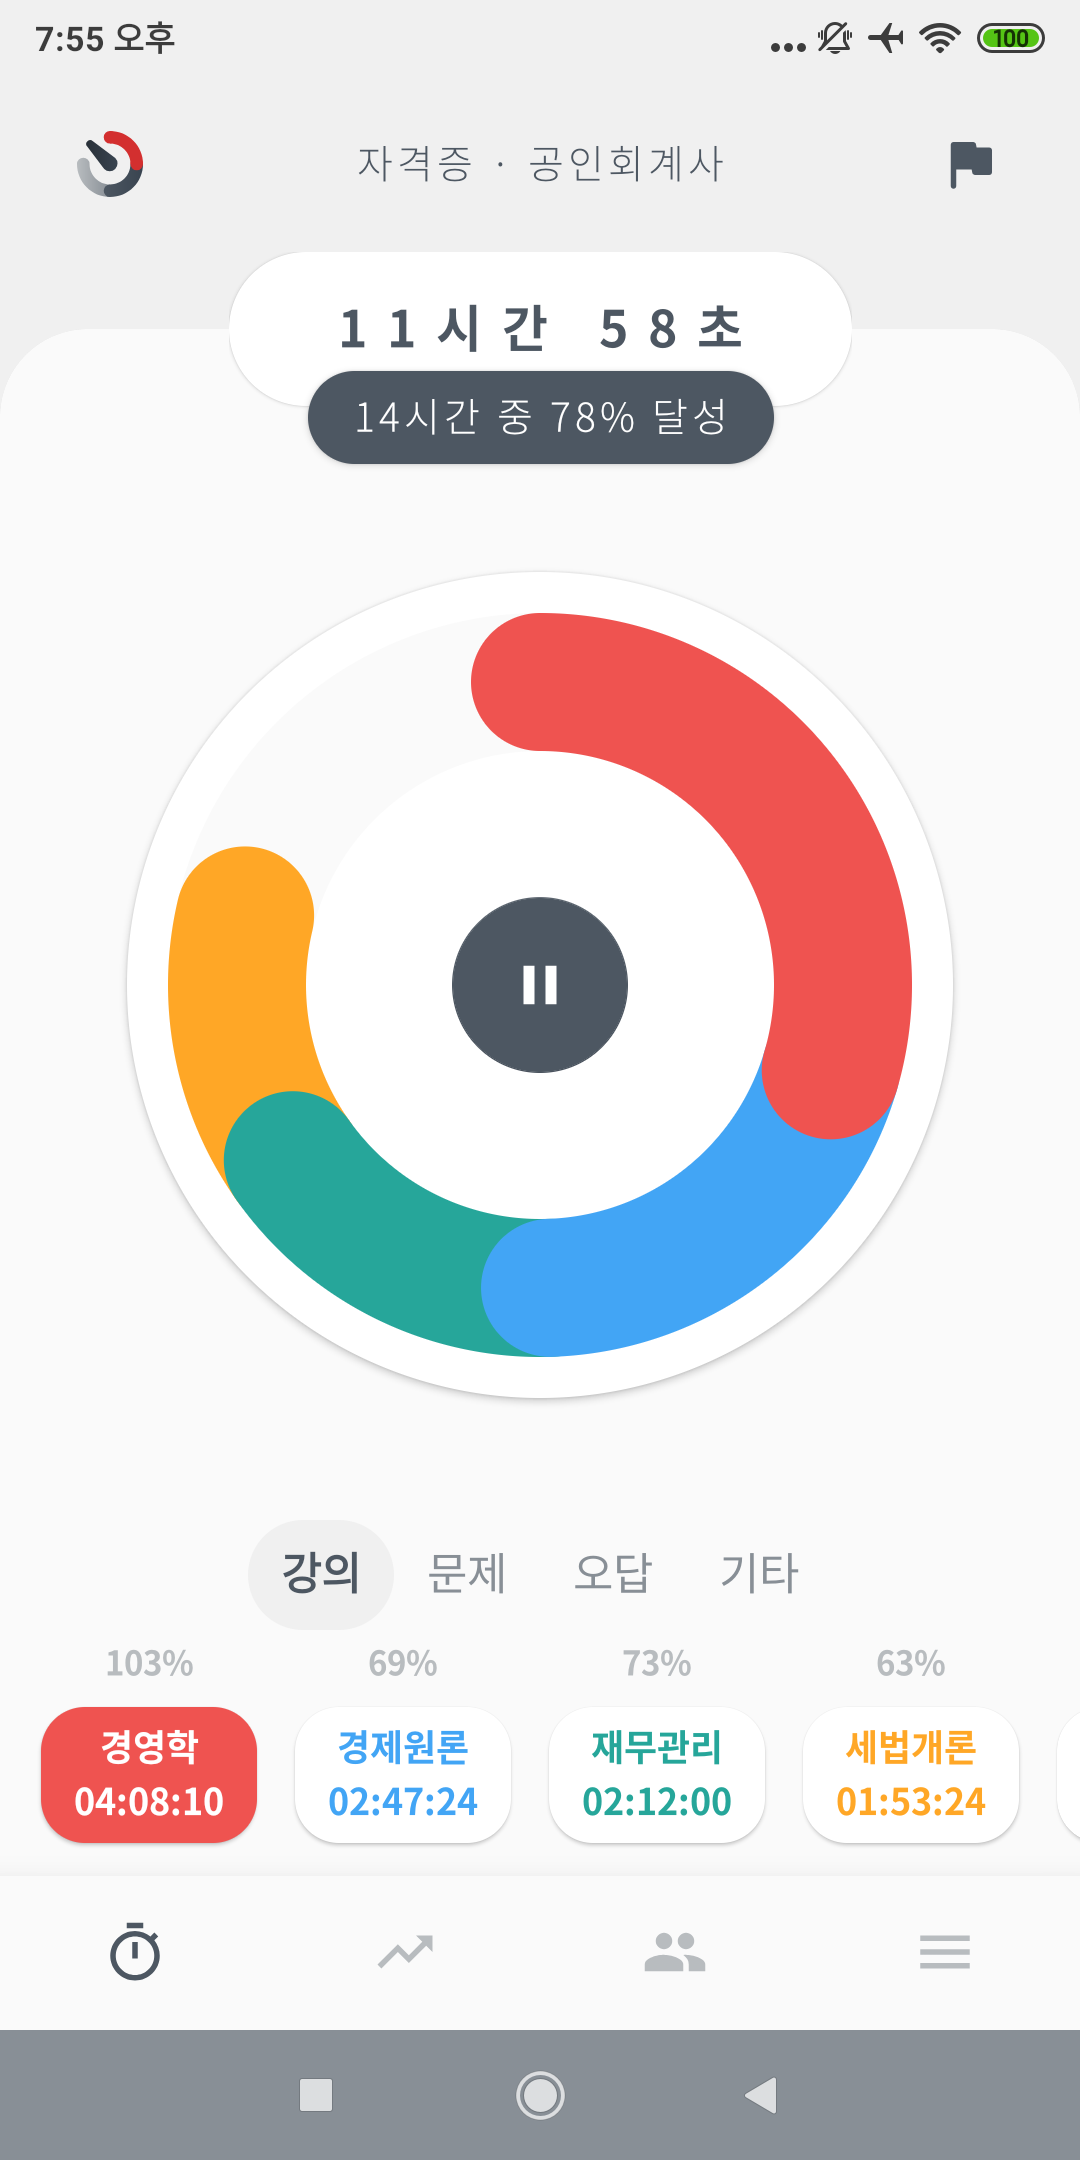 7:55 오후
100
자격증 · 공인회계사
11시간 58초
14시간 중 78% 달성
강의 문제 오답 기타
103% 69% 73% 63%
경영학 경제원론 재무관리 세법개론
04:08:10 02:47:24 02:12:00 01:53:24